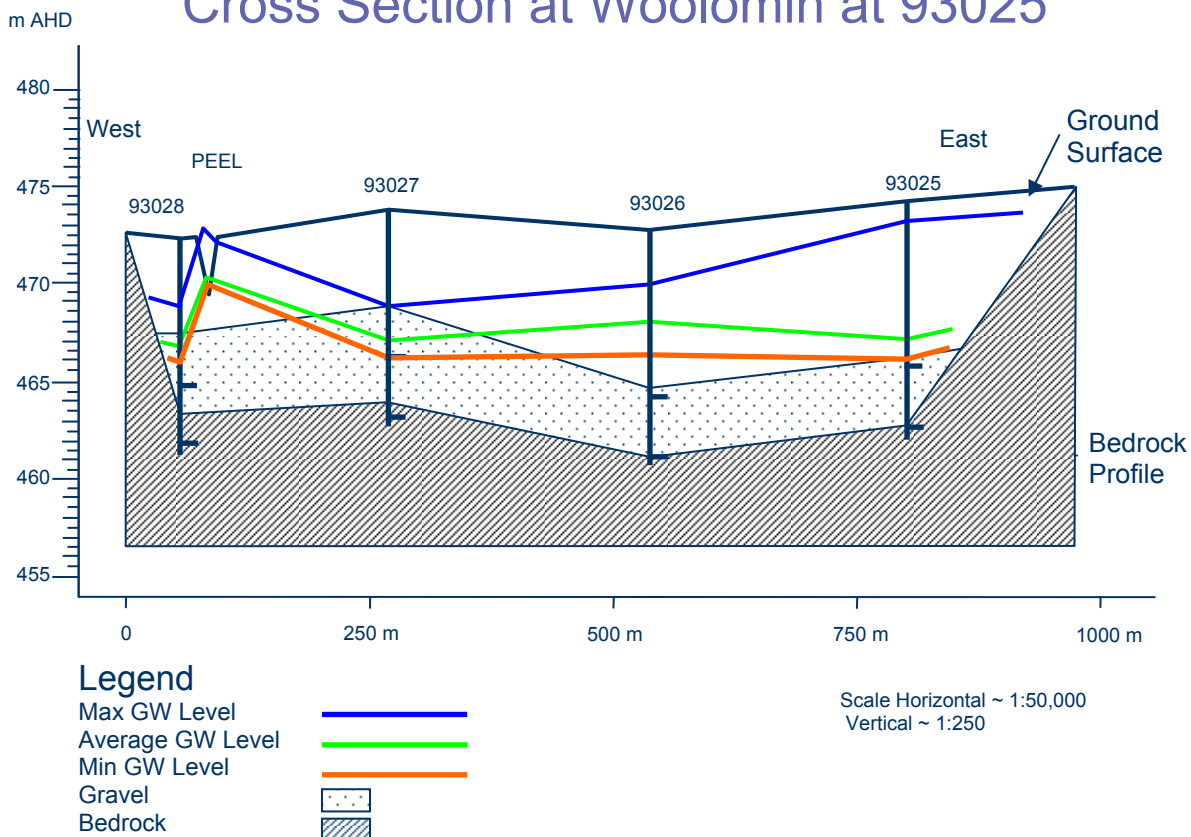 Cross Section at Woolomin at 93025
m AHD
480
West
Ground
Surface
East
PEEL
475
93028
93027
93026
93025
470
465
460
Bedrock
Profile
455
0
250 m
500 m
750 m
1000 m
Legend
Max GW Level
Average GW Level
Min GW Level
Gravel
Bedrock
Scale Horizontal ~ 1:50,000
Vertical ~ 1:250